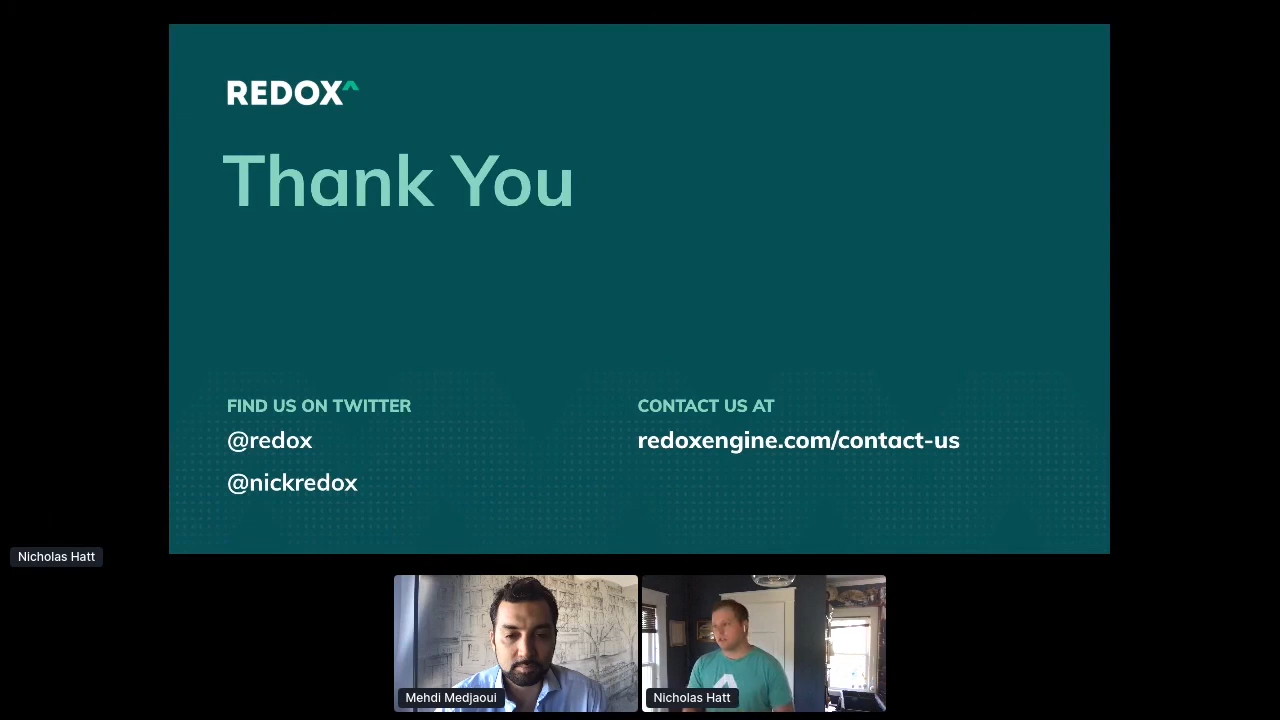 REDOX^
Thank You
FIND US ON TWITTER
@redox
@nickredox
CONTACT US AT
redoxengine.com/contact-us
Nicholas Hatt
Mehdi Medjaoui
Nicholas Hatt